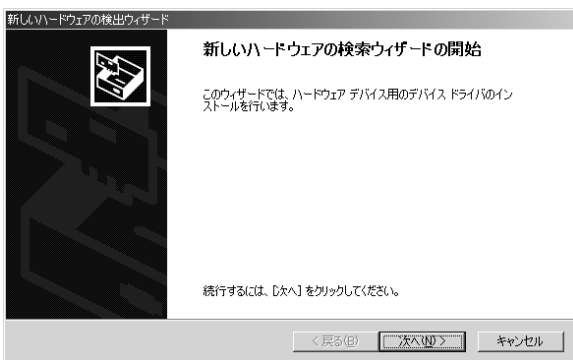 新しいハードウェアの検出ウィザード
新しいハードウェアの検索ウィザードの開始
このウィザードでは、ハードウェア デバイス用のデバイス ドライバのイン
ストールを行います。
続行するには、[次へ] をクリックしてください。
< 戻る(B)
次へ(N) >
キャンセル